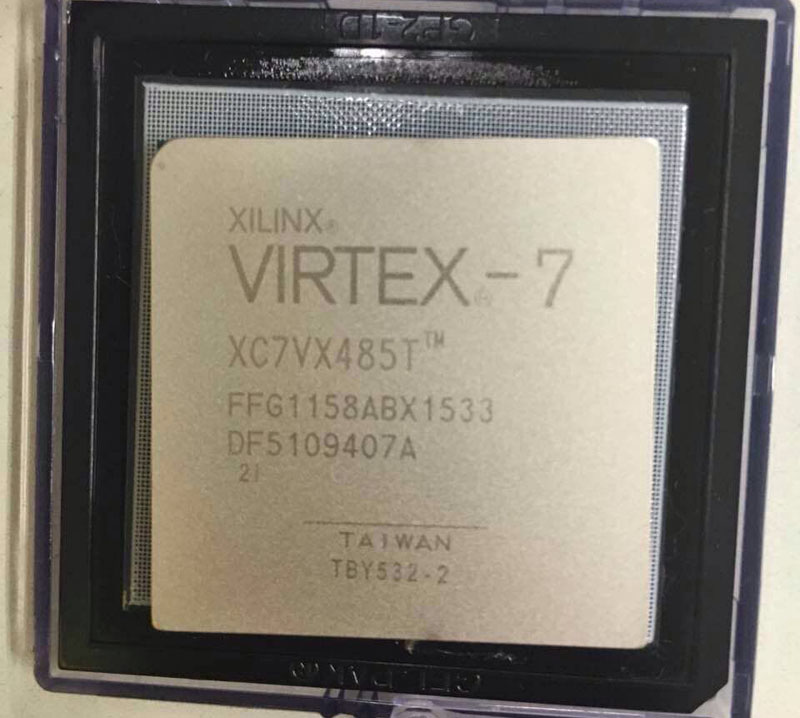 XILINX®
VIRTEX®-7
XC7VX485T™
FFG1158ABX1533
DF5109407A
2I
TAIWAN
TBY532-2